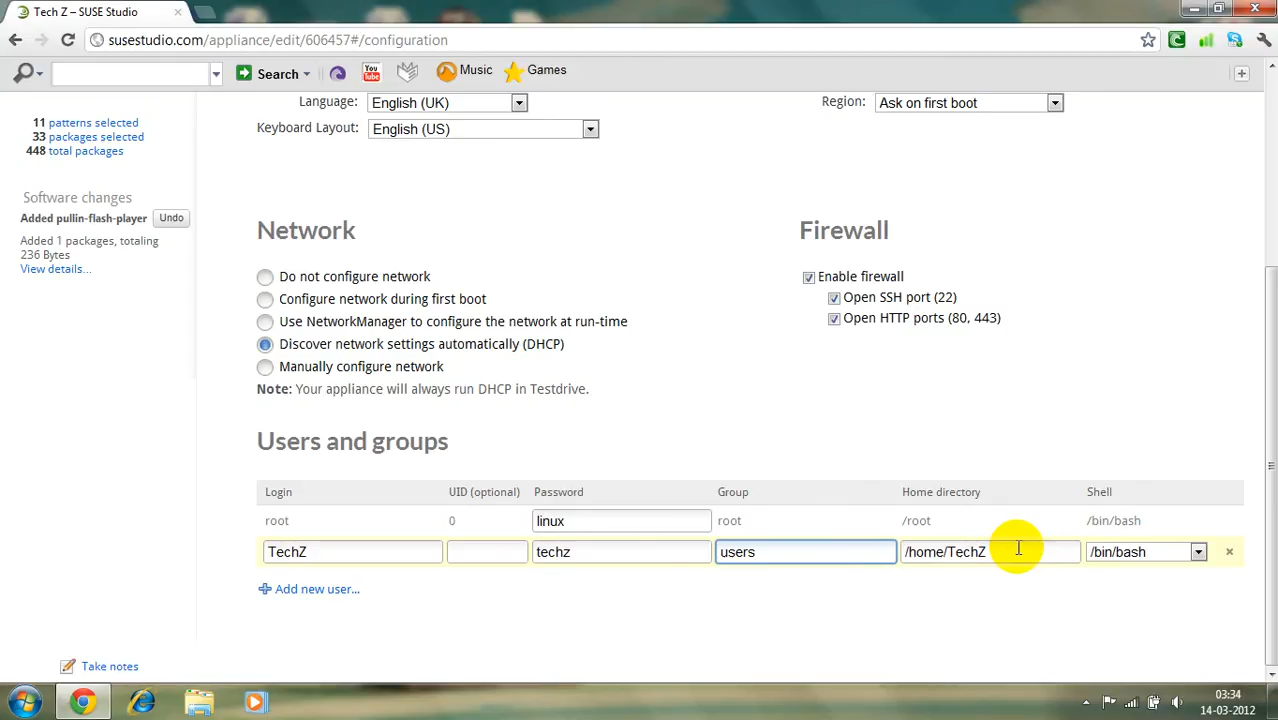 Tech Z – SUSE Studio
susestudio.com/appliance/edit/606457#/configuration
Search
You Tube
Music
Games
11 patterns selected
33 packages selected
448 total packages
Software changes
Added pullin-flash-player Undo
Added 1 packages, totaling
236 Bytes
View details...
Language: English (UK)
Region: Ask on first boot
Keyboard Layout: English (US)
Network
Do not configure network
Configure network during first boot
Use NetworkManager to configure the network at run-time
Discover network settings automatically (DHCP)
Manually configure network
Note: Your appliance will always run DHCP in Testdrive.
Firewall
Enable firewall
Open SSH port (22)
Open HTTP ports (80, 443)
Users and groups
Login UID (optional) Password Group Home directory Shell
root 0 linux root /root /bin/bash
TechZ techz users /home/TechZ /bin/bash
Add new user...
Take notes
03:34
14-03-2012